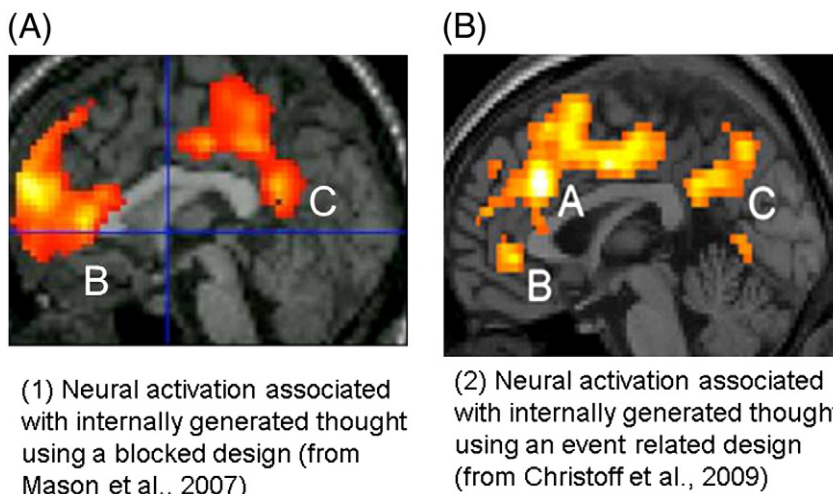 (A)
(B)
C
B
A
C
B
(1) Neural activation associated
with internally generated thought
using a blocked design (from
Mason et al., 2007)
(2) Neural activation associated
with internally generated thought
using an event related design
(from Christoff et al., 2009)